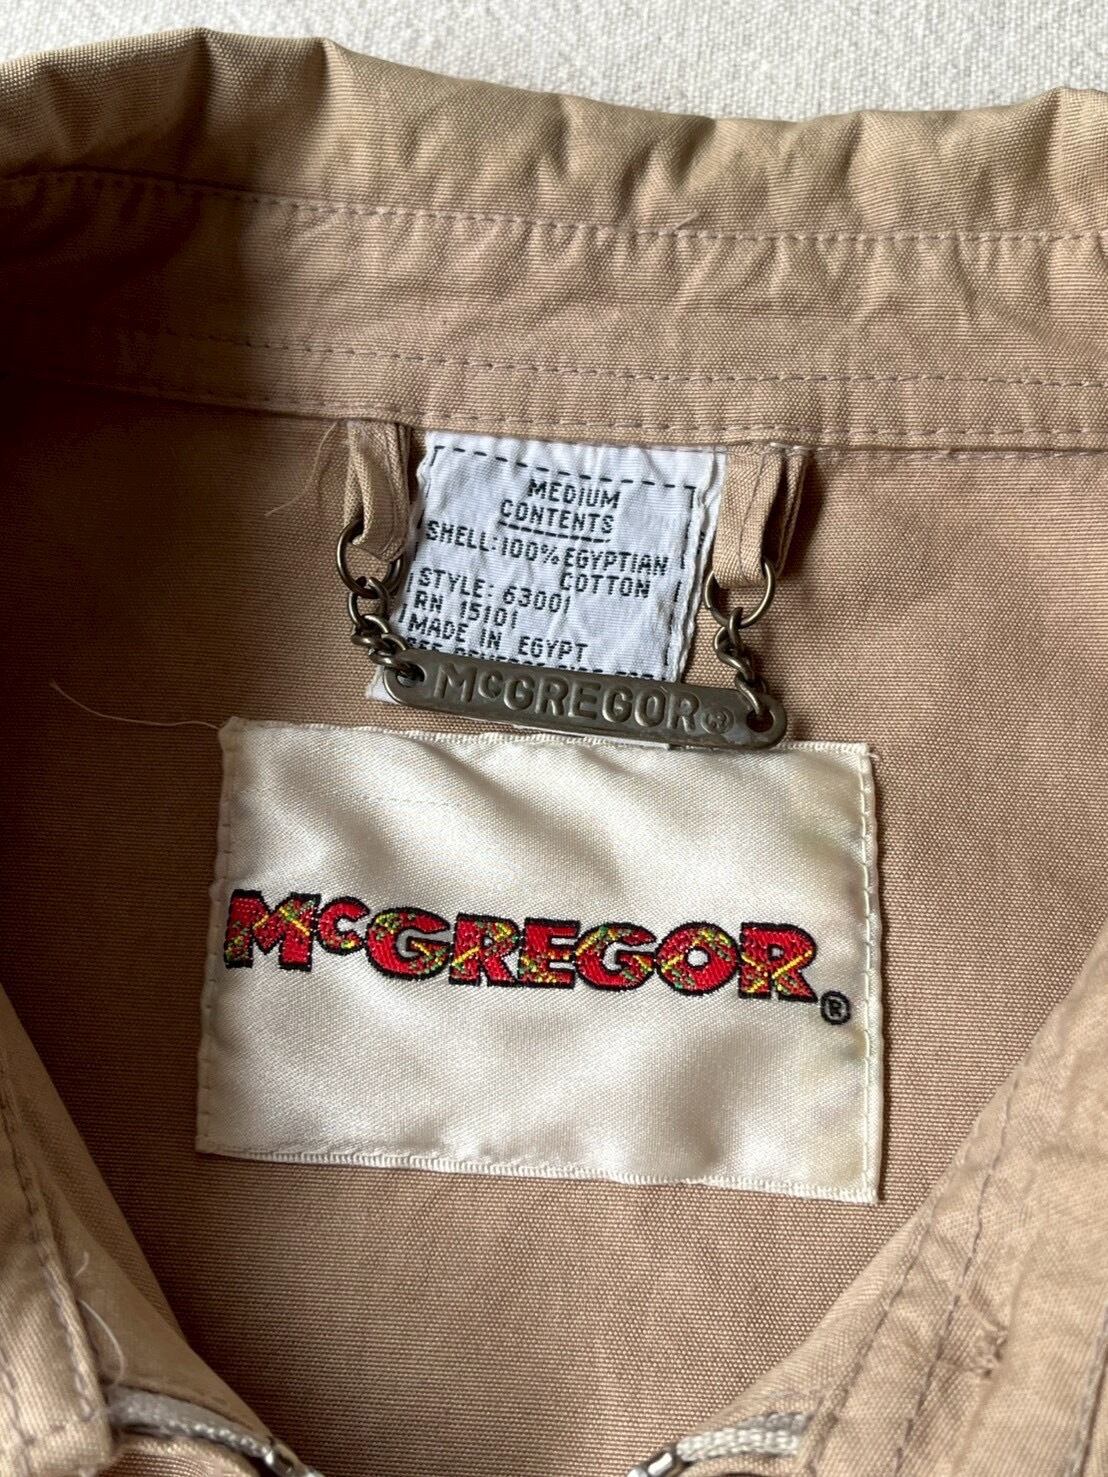 MEDIUM
CONTENTS
SHELL: 100% EGYPTIAN
COTTON
STYLE: 63001
RN 15101
MADE IN EGYPT
McGREGOR®
McGREGOR®